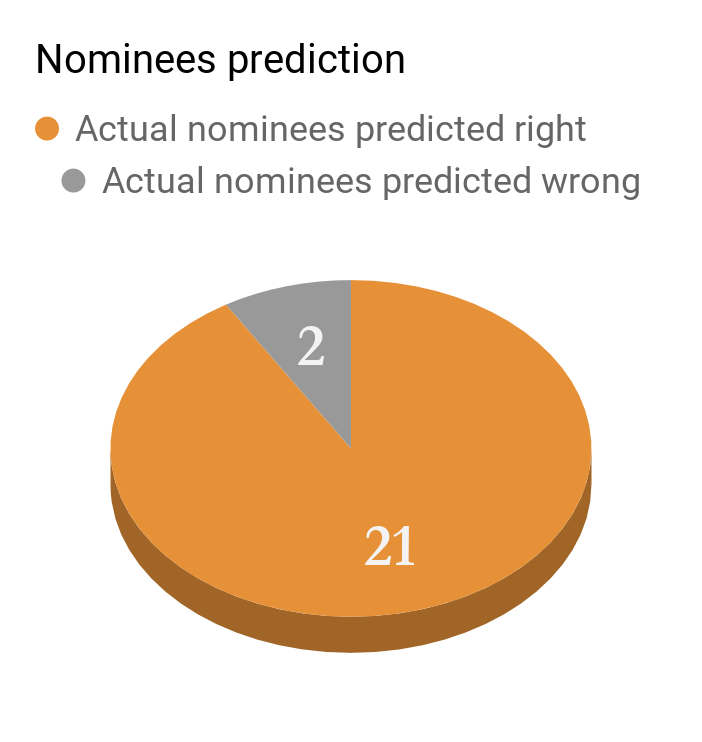 Nominees prediction
Actual nominees predicted right
Actual nominees predicted wrong
2
21